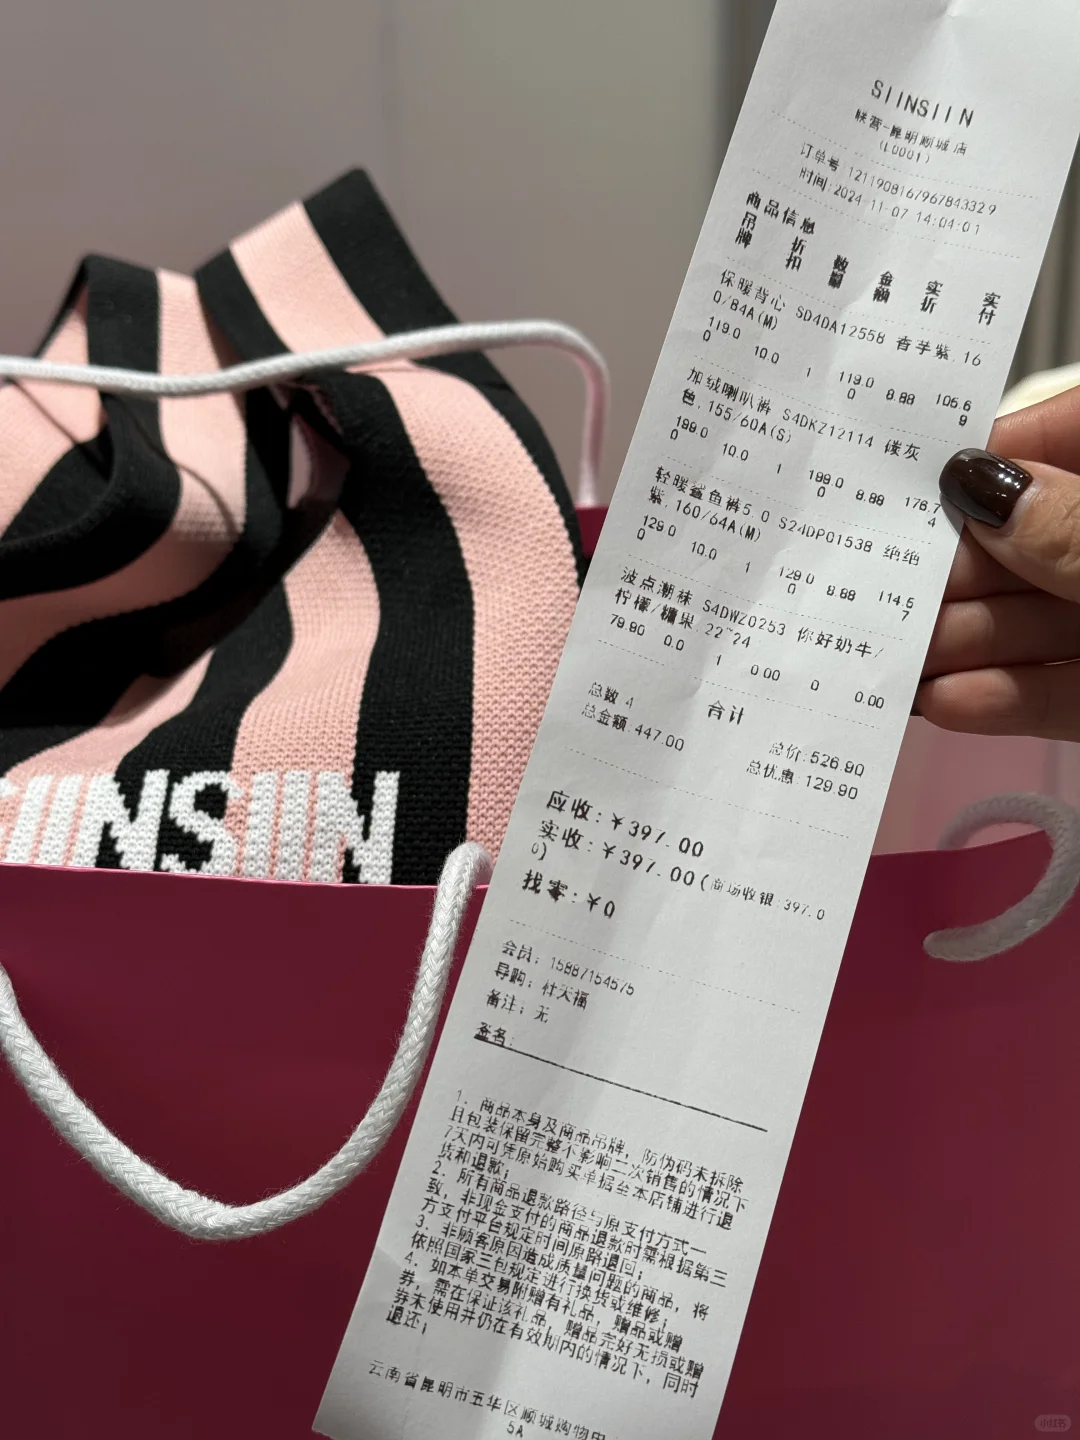 SIINSIIN
联营-昆明顺城店
(L0001)
订单号 1211908167967843329
时间:2024-11-07 14:04:01
商品信息
吊牌 折扣 数量 金额 实折 实付
保暖背心 SD4DA12558 香芋紫, 16
0/84A(M)
119.0 10.0 1 119.0 8.88 105.6
0 0 9
加绒喇叭裤 S4DKZ12114 碳灰
色, 155/60A(S)
199.0 10.0 1 199.0 8.88 176.7
0 0 4
轻暖鲨鱼裤5.0 S24DP01538 绝绝
紫, 160/64A(M)
129.0 10.0 1 129.0 8.88 114.5
0 0 7
波点潮袜 S4DWZ0253 你好奶牛/
柠檬/糖果, 22~24
79.90 0.0 1 0.00 0 0.00
合计
总数 4 总价:526.90
总金额:447.00 总优惠:129.90
应收:¥397.00
实收:¥397.00(商场收银:397.0
0)
找零:¥0
会员: 15887154575
导购: 杜天福
备注: 无
签名:
1. 商品本身及商品吊牌, 防伪码未拆除
且包装保留完整不影响二次销售的情况下
7天内可凭原始购买单据至本店铺进行退
货和退款;
2. 所有商品退款路径与原支付方式一
致, 非现金支付的商品退款时需根据第三
方支付平台规定时间原路退回;
3. 非顾客原因造成质量问题的商品, 将
依照国家三包规定进行换货或维修;
4. 如本单交易附赠有礼品, 赠品或赠
券, 需在保证该礼品, 赠品完好无损或赠
券未使用并仍在有效期内的情况下, 同时
退还;
云南省昆明市五华区顺城购物中
5A
SIINSIIN
小红书